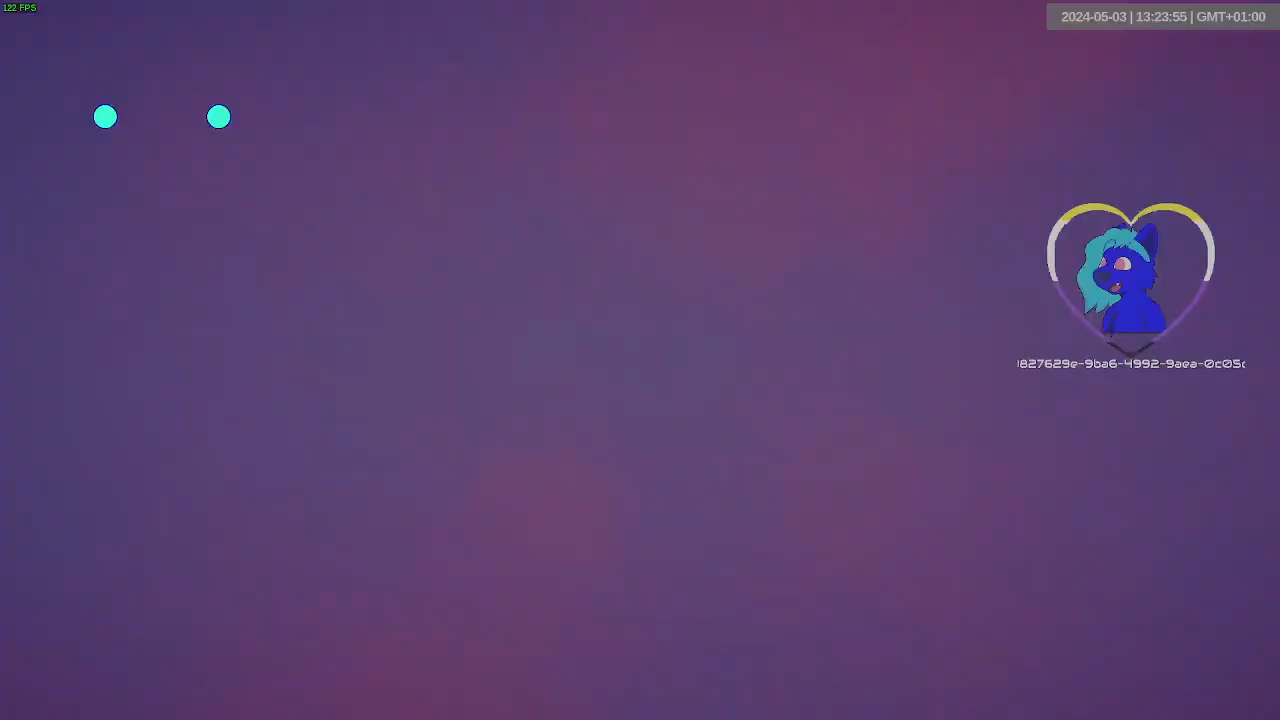 122 FPS
2024-05-03 | 13:23:55 | GMT+01:00
827629e-9ba6-4992-9aea-0c05